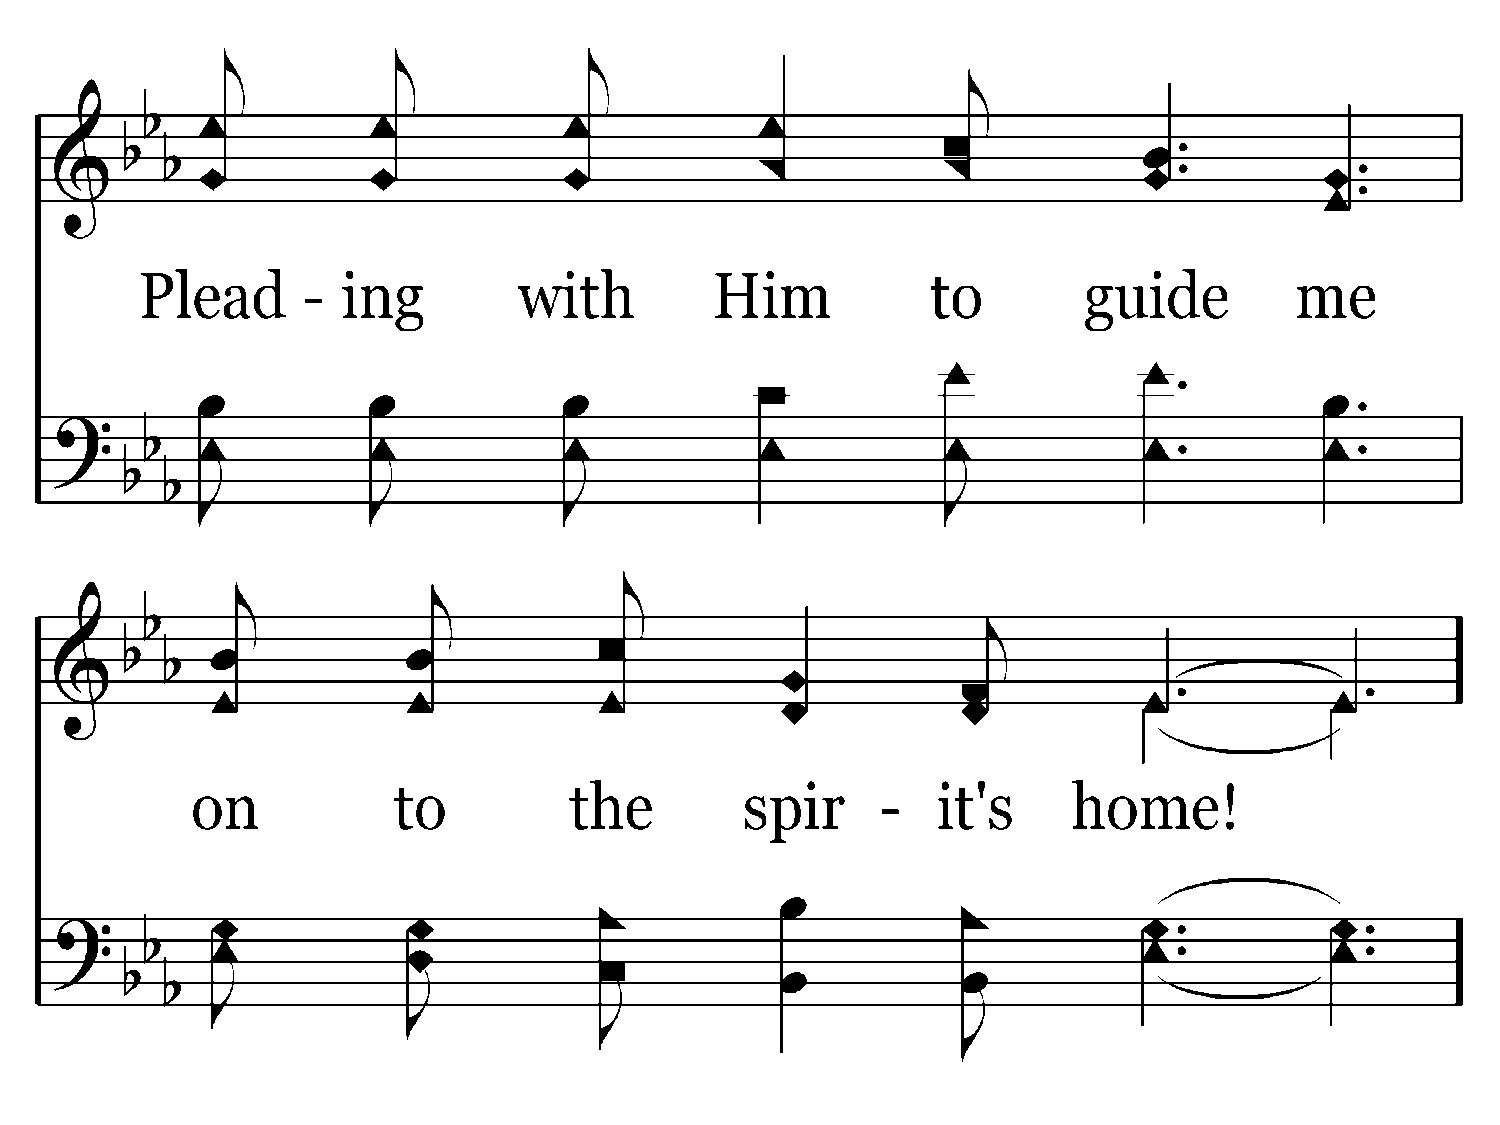 Plead - ing with Him to guide me
on to the spir - it's home!